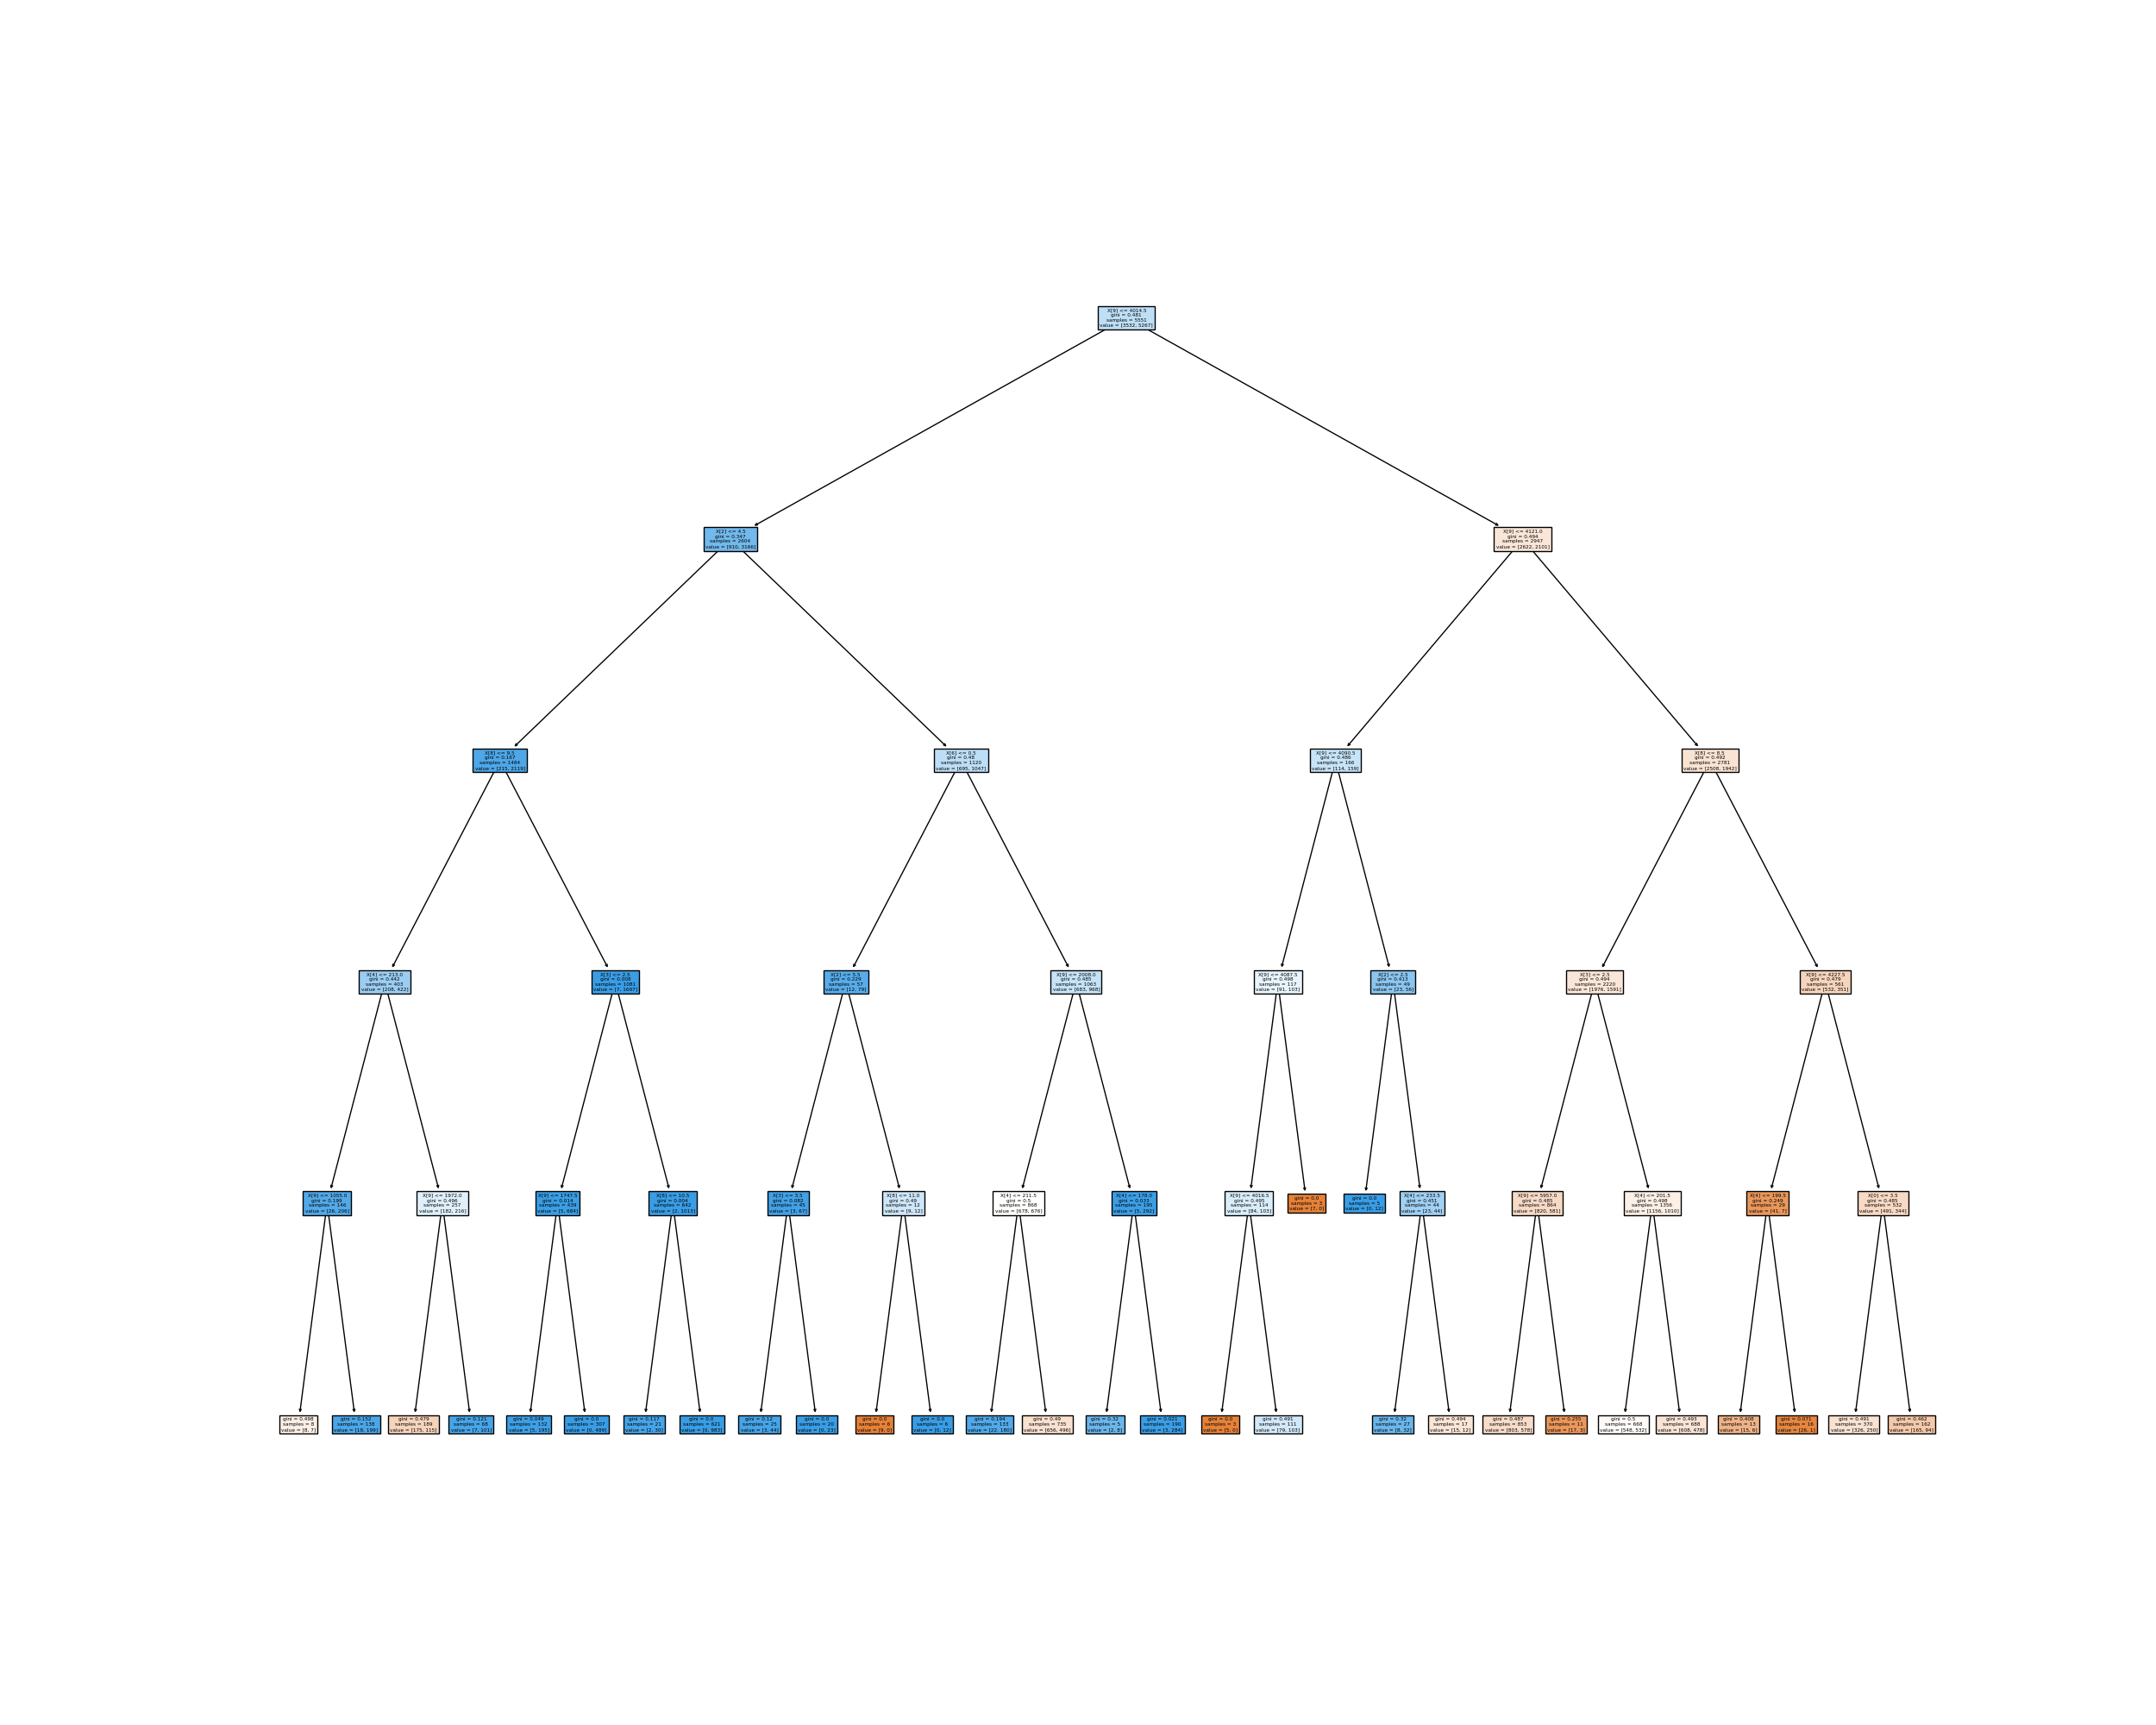 X[9] <= 4014.5
gini = 0.481
samples = 5551
value = [3532, 5267]
X[2] <= 4.5
gini = 0.347
samples = 2604
value = [910, 3166]
X[9] <= 4121.0
gini = 0.494
samples = 2947
value = [2622, 2101]
X[8] <= 9.5
gini = 0.167
samples = 1484
value = [215, 2119]
X[6] <= 0.5
gini = 0.48
samples = 1120
value = [695, 1047]
X[9] <= 4090.5
gini = 0.486
samples = 166
value = [114, 159]
X[8] <= 8.5
gini = 0.492
samples = 2781
value = [2508, 1942]
X[4] <= 213.0
gini = 0.442
samples = 403
value = [208, 422]
X[3] <= 2.5
gini = 0.008
samples = 1081
value = [7, 1697]
X[2] <= 5.5
gini = 0.229
samples = 57
value = [12, 79]
X[9] <= 2008.0
gini = 0.485
samples = 1063
value = [683, 968]
X[9] <= 4087.5
gini = 0.498
samples = 117
value = [91, 103]
X[2] <= 2.5
gini = 0.413
samples = 49
value = [23, 56]
X[3] <= 2.5
gini = 0.494
samples = 2220
value = [1976, 1591]
X[9] <= 4227.5
gini = 0.479
samples = 561
value = [532, 351]
X[9] <= 1055.0
gini = 0.199
samples = 146
value = [26, 206]
X[9] <= 1972.0
gini = 0.496
samples = 257
value = [182, 216]
X[9] <= 1747.5
gini = 0.014
samples = 439
value = [5, 684]
X[8] <= 10.5
gini = 0.004
samples = 642
value = [2, 1013]
X[3] <= 3.5
gini = 0.082
samples = 45
value = [3, 67]
X[8] <= 11.0
gini = 0.49
samples = 12
value = [9, 12]
X[4] <= 211.5
gini = 0.5
samples = 868
value = [678, 676]
X[4] <= 178.0
gini = 0.033
samples = 195
value = [5, 292]
X[9] <= 4016.5
gini = 0.495
samples = 114
value = [84, 103]
gini = 0.0
samples = 3
value = [7, 0]
gini = 0.0
samples = 5
value = [0, 12]
X[4] <= 233.5
gini = 0.451
samples = 44
value = [23, 44]
X[9] <= 5957.0
gini = 0.485
samples = 864
value = [820, 581]
X[4] <= 201.5
gini = 0.498
samples = 1356
value = [1156, 1010]
X[4] <= 199.5
gini = 0.249
samples = 29
value = [41, 7]
X[0] <= 3.5
gini = 0.485
samples = 532
value = [491, 344]
gini = 0.498
samples = 8
value = [8, 7]
gini = 0.152
samples = 138
value = [18, 199]
gini = 0.479
samples = 189
value = [175, 115]
gini = 0.121
samples = 68
value = [7, 101]
gini = 0.049
samples = 132
value = [5, 195]
gini = 0.0
samples = 307
value = [0, 489]
gini = 0.117
samples = 21
value = [2, 30]
gini = 0.0
samples = 621
value = [0, 983]
gini = 0.12
samples = 25
value = [3, 44]
gini = 0.0
samples = 20
value = [0, 23]
gini = 0.0
samples = 6
value = [9, 0]
gini = 0.0
samples = 6
value = [0, 12]
gini = 0.194
samples = 133
value = [22, 180]
gini = 0.49
samples = 735
value = [656, 496]
gini = 0.32
samples = 5
value = [2, 8]
gini = 0.021
samples = 190
value = [3, 284]
gini = 0.0
samples = 3
value = [5, 0]
gini = 0.491
samples = 111
value = [79, 103]
gini = 0.32
samples = 27
value = [8, 32]
gini = 0.494
samples = 17
value = [15, 12]
gini = 0.487
samples = 853
value = [803, 578]
gini = 0.255
samples = 11
value = [17, 3]
gini = 0.5
samples = 668
value = [548, 532]
gini = 0.493
samples = 688
value = [608, 478]
gini = 0.408
samples = 13
value = [15, 6]
gini = 0.071
samples = 16
value = [26, 1]
gini = 0.491
samples = 370
value = [326, 250]
gini = 0.462
samples = 162
value = [165, 94]